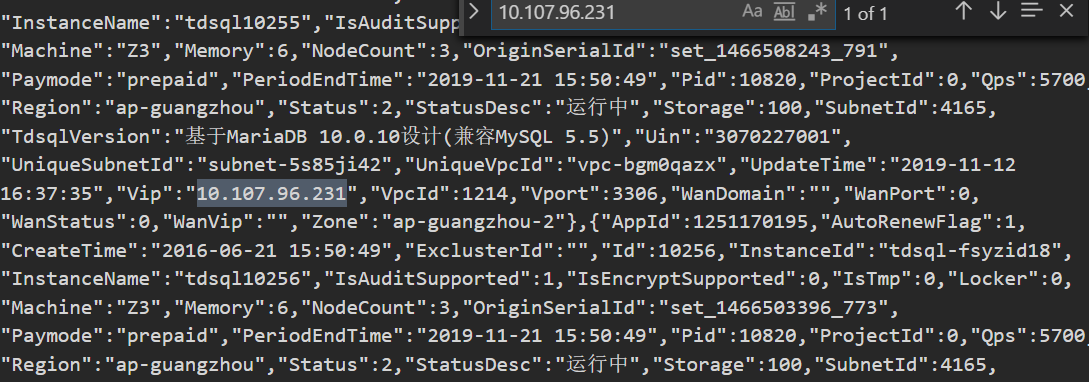 10.107.96.231
1 of 1
"InstanceName":"tdsql10255","IsAuditSuppo
"Machine":"Z3","Memory":6,"NodeCount":3,"OriginSerialId":"set_1466508243_791",
"Paymode":"prepaid","PeriodEndTime":"2019-11-21 15:50:49","Pid":10820,"ProjectId":0,"Qps":5700
"Region":"ap-guangzhou","Status":2,"StatusDesc":"运行中","Storage":100,"SubnetId":4165,
"TdsqlVersion":"基于MariaDB 10.0.10设计(兼容MySQL 5.5)","Uin":"3070227001",
"UniqueSubnetId":"subnet-5s85ji42","UniqueVpcId":"vpc-bgm0qazx","UpdateTime":"2019-11-12
16:37:35","Vip":"10.107.96.231","VpcId":1214,"Vport":3306,"WanDomain":"","WanPort":0,
"WanStatus":0,"WanVip":"","Zone":"ap-guangzhou-2"},{"AppId":1251170195,"AutoRenewFlag":1,
"CreateTime":"2016-06-21 15:50:49","ExclusterId":"","Id":10256,"InstanceId":"tdsql-fsyzid18",
"InstanceName":"tdsql10256","IsAuditSupported":1,"IsEncryptSupported":0,"IsTmp":0,"Locker":0,
"Machine":"Z3","Memory":6,"NodeCount":3,"OriginSerialId":"set_1466503396_773",
"Paymode":"prepaid","PeriodEndTime":"2019-11-21 15:50:49","Pid":10820,"ProjectId":0,"Qps":5700
"Region":"ap-guangzhou","Status":2,"StatusDesc":"运行中","Storage":100,"SubnetId":4165,